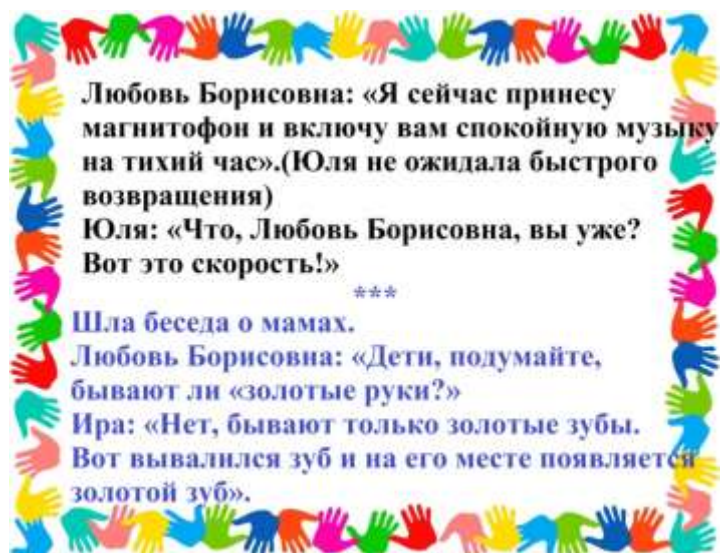 Любовь Борисовна: «Я сейчас принесу
магнитофон и включу вам спокойную музыку
на тихий час».(Юля не ожидала быстрого
возвращения)
Юля: «Что, Любовь Борисовна, вы уже?
Вот это скорость!»
***
Шла беседа о мамах.
Любовь Борисовна: «Дети, подумайте,
бывают ли «золотые руки?»
Ира: «Нет, бывают только золотые зубы.
Вот вывалился зуб и на его месте появляется
золотой зуб».